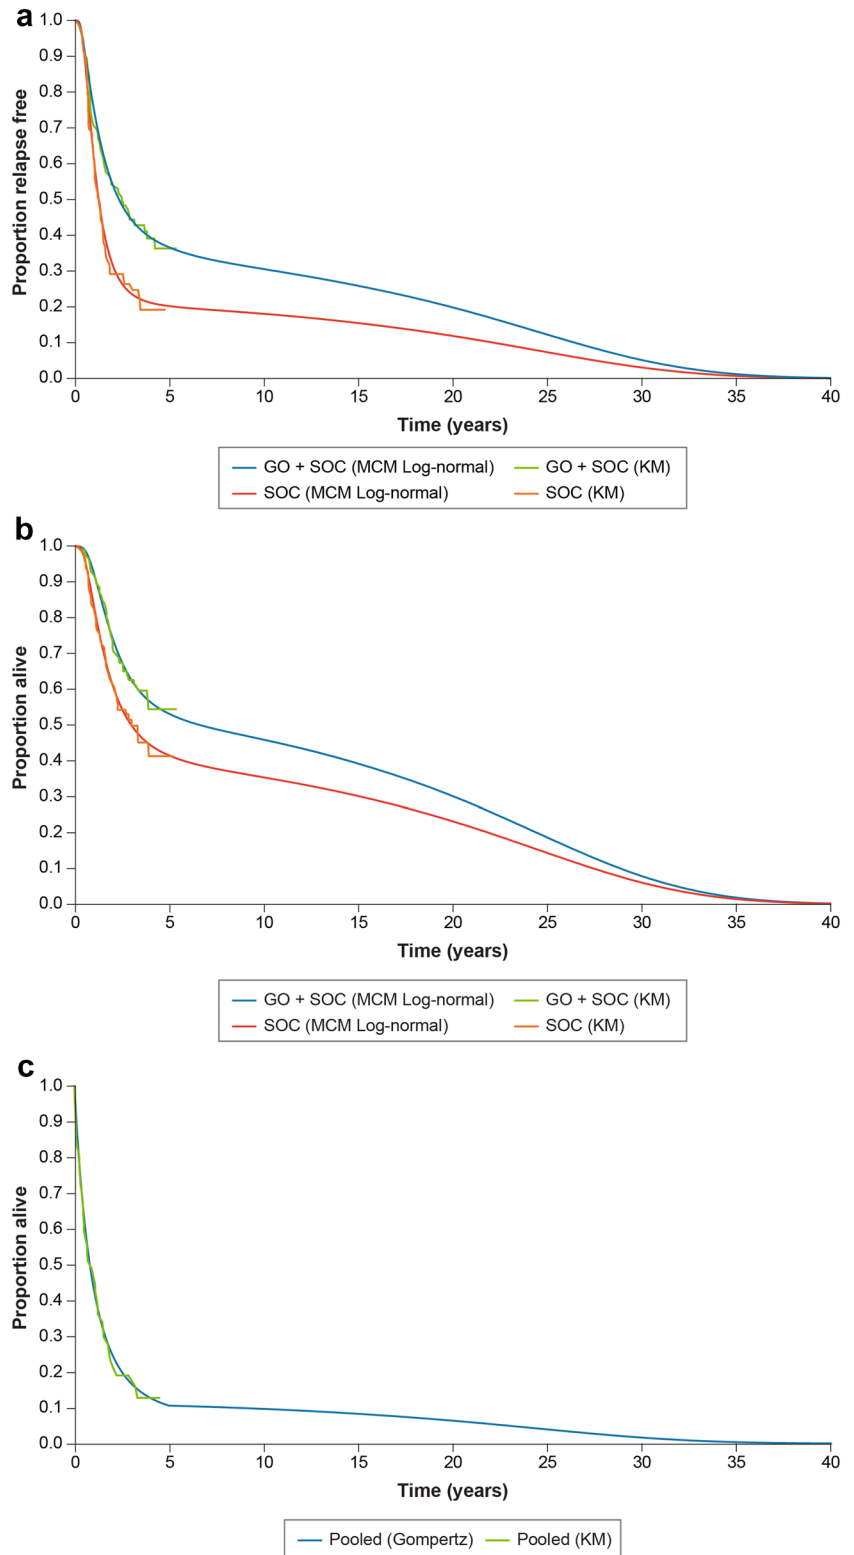 a
Proportion relapse free
1.0
0.9
0.8
0.7
0.6
0.5
0.4
0.3
0.2
0.1
0.0
0 5 10 15 20 25 30 35 40
Time (years)
GO + SOC (MCM Log-normal) GO + SOC (KM)
SOC (MCM Log-normal) SOC (KM)
b
Proportion alive
1.0
0.9
0.8
0.7
0.6
0.5
0.4
0.3
0.2
0.1
0.0
0 5 10 15 20 25 30 35 40
Time (years)
GO + SOC (MCM Log-normal) GO + SOC (KM)
SOC (MCM Log-normal) SOC (KM)
c
Proportion alive
1.0
0.9
0.8
0.7
0.6
0.5
0.4
0.3
0.2
0.1
0.0
0 5 10 15 20 25 30 35 40
Time (years)
Pooled (Gompertz) Pooled (KM)